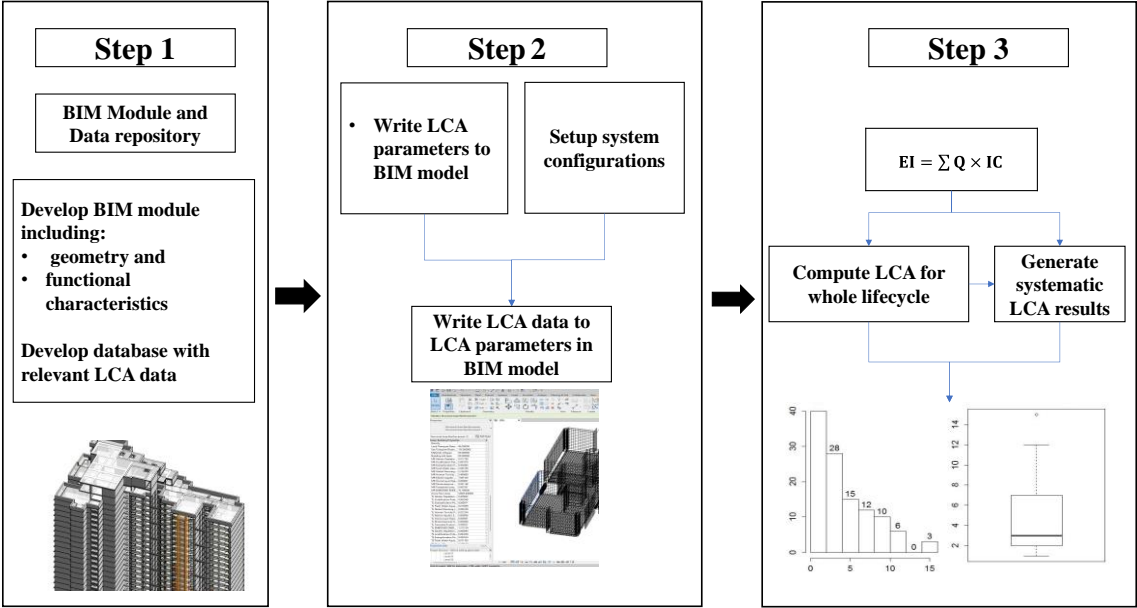 Step 1
BIM Module and
Data repository
Develop BIM module
including:
• geometry and
• functional
characteristics
Develop database with
relevant LCA data
Step 2
• Write LCA
parameters to
BIM model
Setup system
configurations
Write LCA data to
LCA parameters in
BIM model
Step 3
EI = ∑ Q × IC
Compute LCA for
whole lifecycle
Generate
systematic
LCA results
40
30
20
10
0
28
15
12
10
6
0
3
0
5
10
15
14
12
10
8
6
4
2